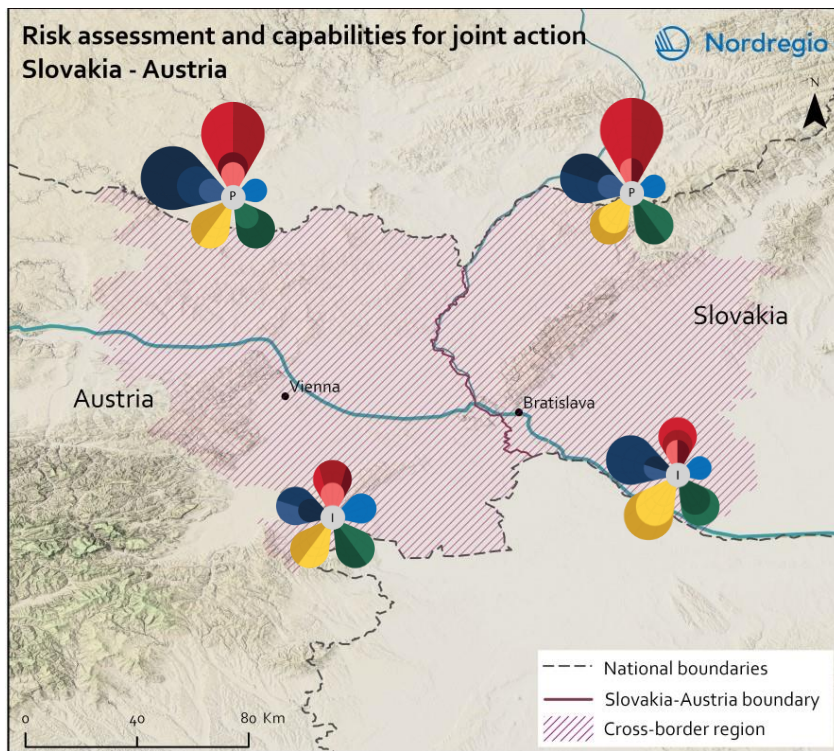 Risk assessment and capabilities for joint action
Slovakia - Austria
Nordregio
N
P
P
Slovakia
Austria
Vienna
Bratislava
I
I
National boundaries
Slovakia-Austria boundary
Cross-border region
0 40 80 Km